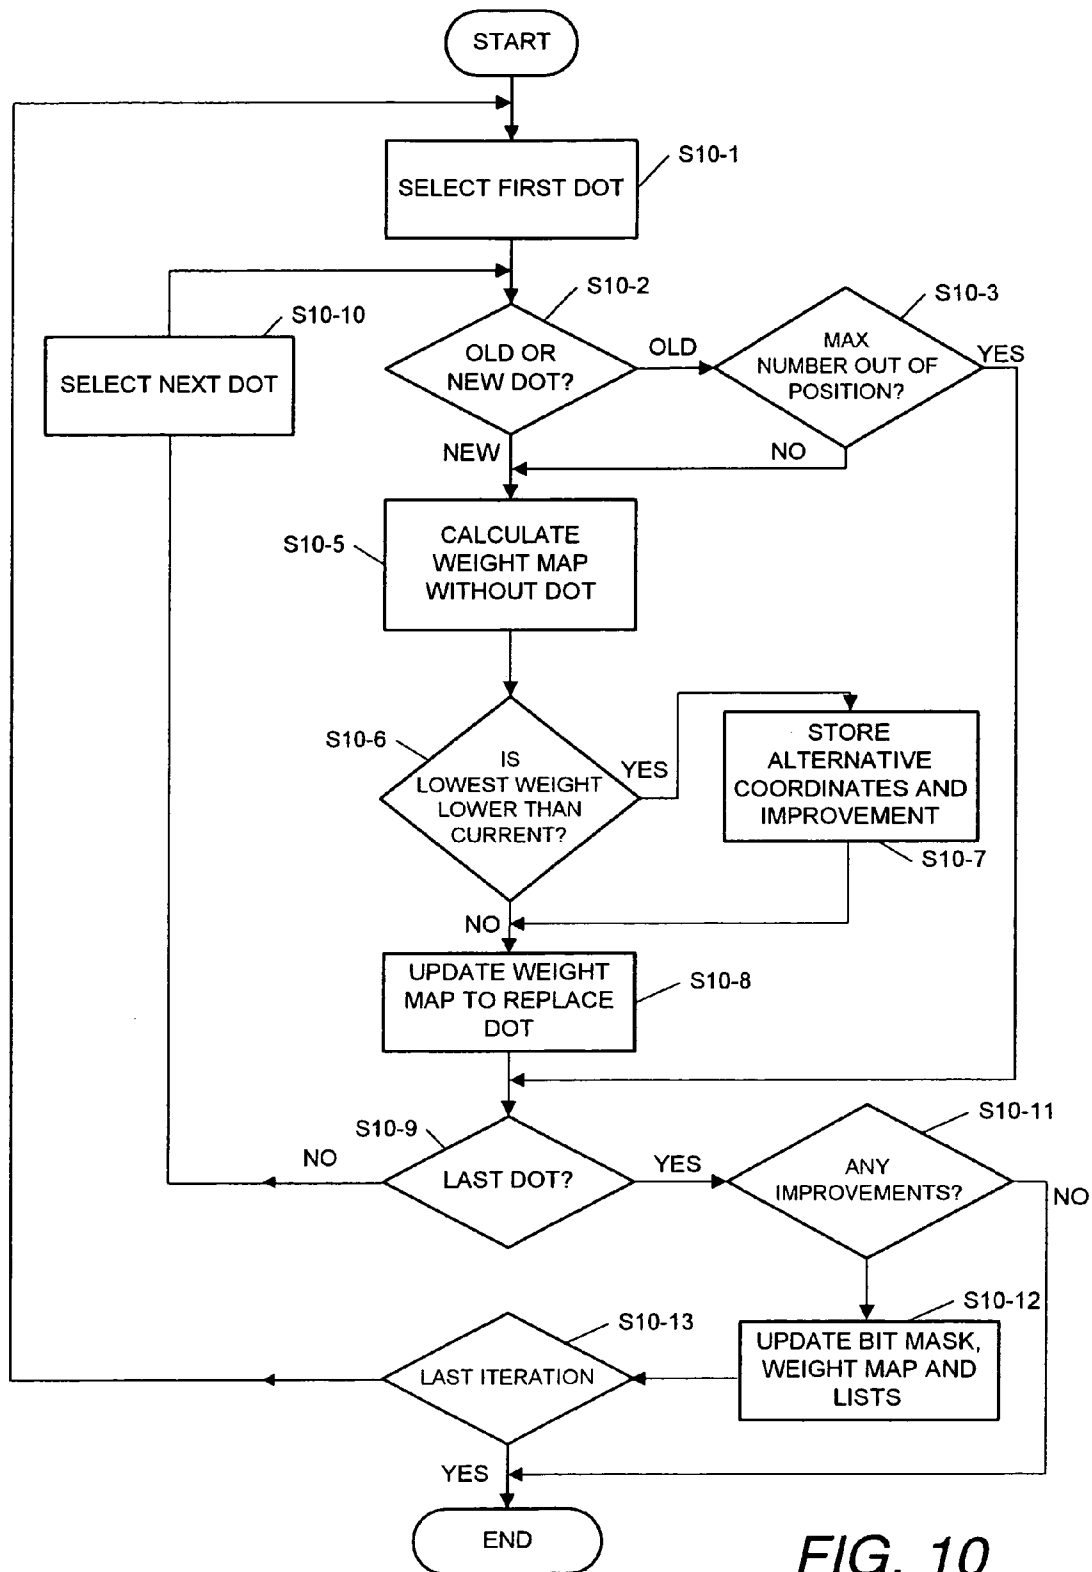 START
S10-1
SELECT FIRST DOT
S10-2
S10-3
S10-10
SELECT NEXT DOT
OLD OR
NEW DOT?
OLD
MAX
NUMBER OUT OF
POSITION?
YES
NEW
NO
S10-5
CALCULATE
WEIGHT MAP
WITHOUT DOT
S10-6
IS
LOWEST WEIGHT
LOWER THAN
CURRENT?
YES
STORE
ALTERNATIVE
COORDINATES AND
IMPROVEMENT
S10-7
NO
UPDATE WEIGHT
MAP TO REPLACE
DOT
S10-8
S10-9
LAST DOT?
NO
YES
S10-11
ANY
IMPROVEMENTS?
NO
S10-12
UPDATE BIT MASK,
WEIGHT MAP AND
LISTS
S10-13
LAST ITERATION
YES
END
FIG. 10